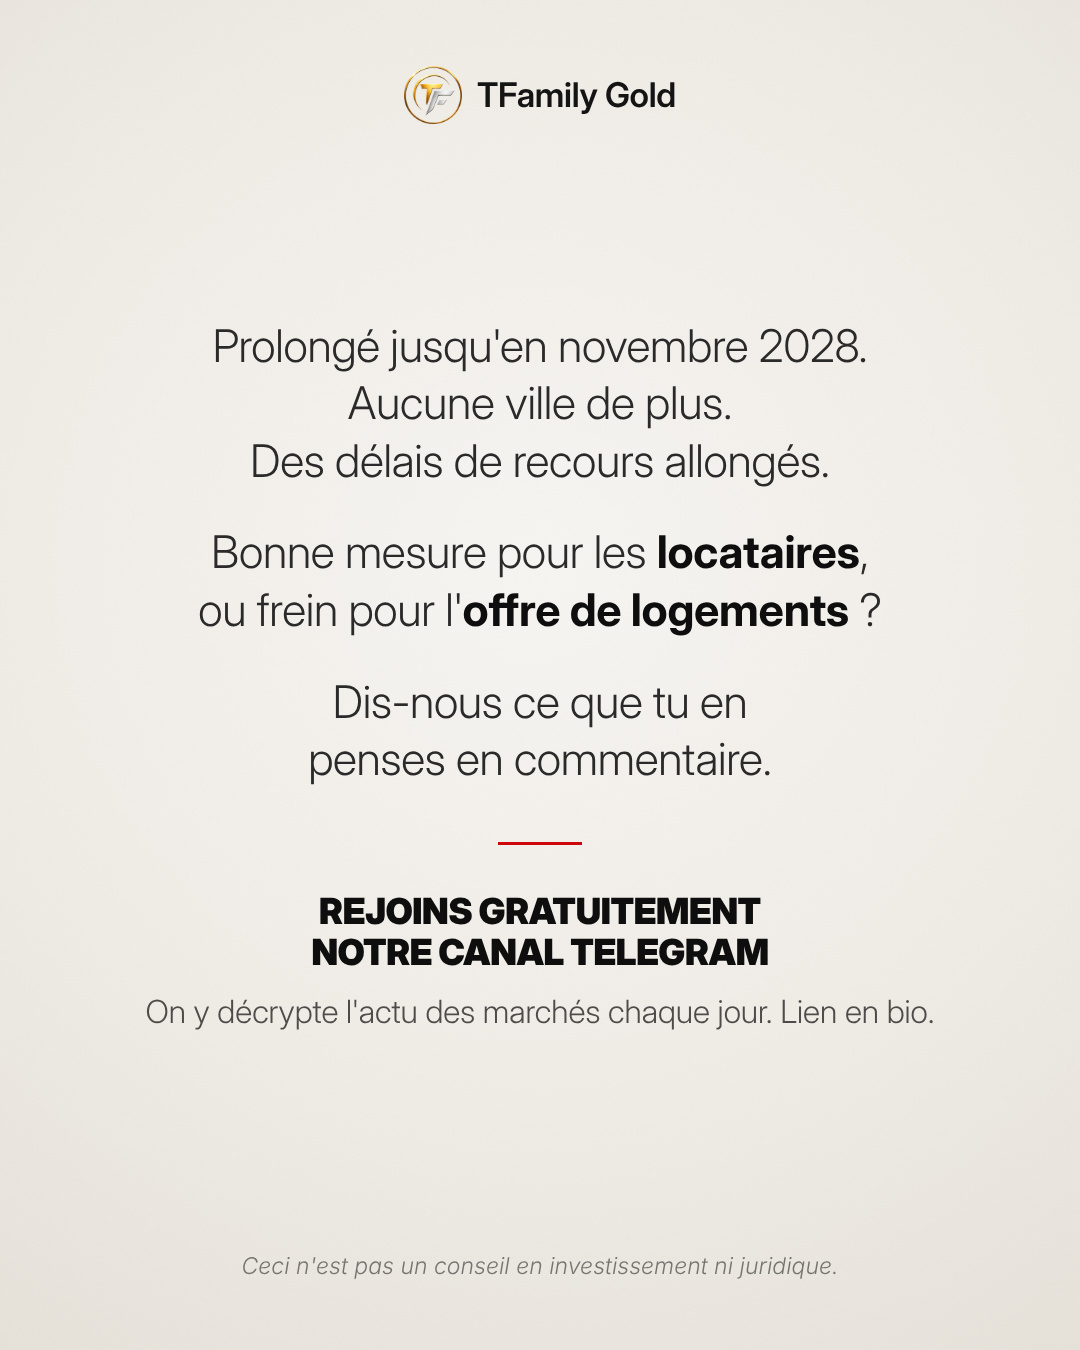 TF TFamily Gold
Prolongé jusqu'en novembre 2028.
Aucune ville de plus.
Des délais de recours allongés.
Bonne mesure pour les locataires,
ou frein pour l'offre de logements ?
Dis-nous ce que tu en
penses en commentaire.
REJOINS GRATUITEMENT
NOTRE CANAL TELEGRAM
On y décrypte l'actu des marchés chaque jour. Lien en bio.
Ceci n'est pas un conseil en investissement ni juridique.